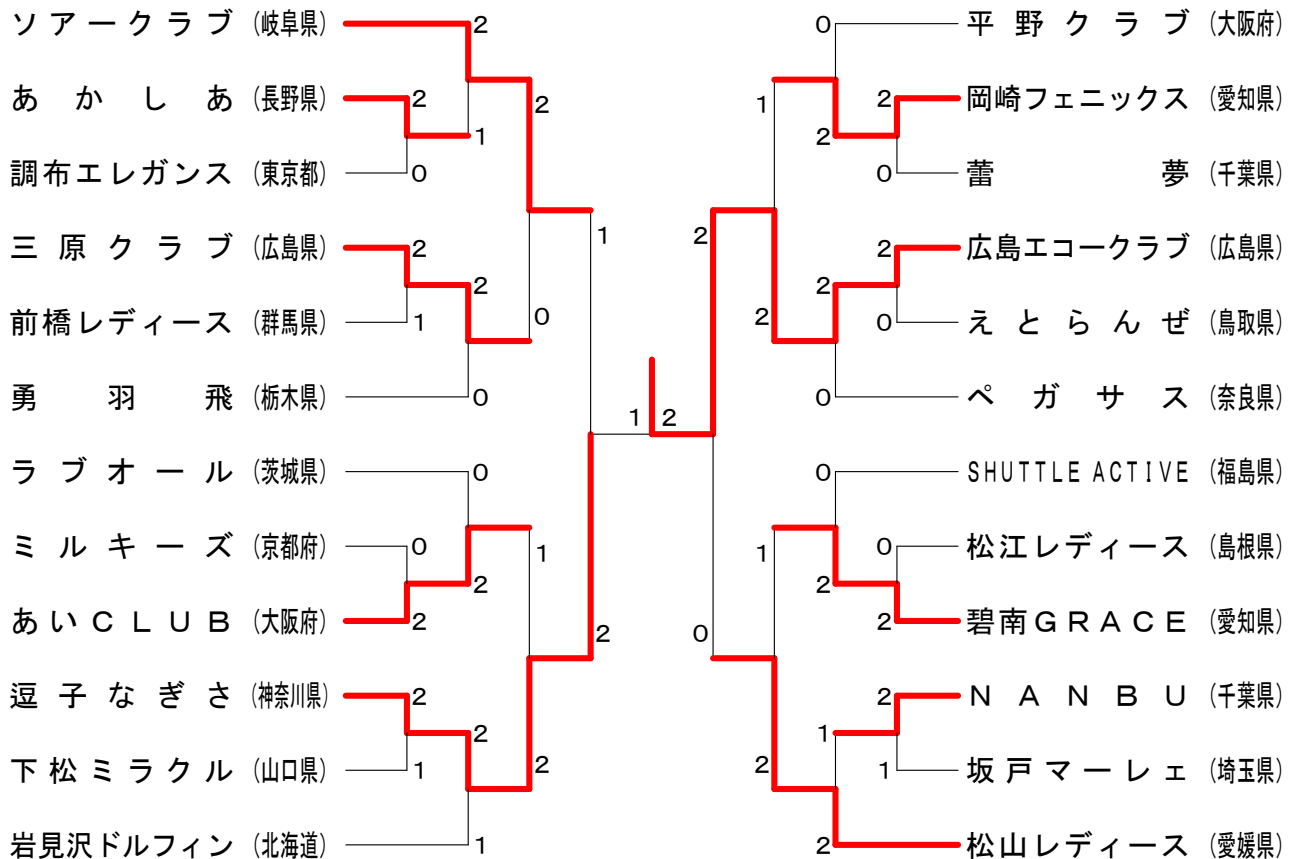 ソアークラブ (岐阜県) 2 0 平野クラブ (大阪府)
2 1
あかしあ (長野県) 2 2 岡崎フェニックス (愛知県)
1 2
調布エレガンス (東京都) 0 0 蕾夢 (千葉県)
1 2
三原クラブ (広島県) 2 2 広島エコークラブ (広島県)
2 2
0 2
前橋レディース (群馬県) 1 0 えとらんぜ (鳥取県)
勇羽飛 (栃木県) 0 0 ペガサス (奈良県)
1 2
ラブオール (茨城県) 0 0 SHUTTLE ACTIVE (福島県)
ミルキーズ (京都府) 0 0 松江レディース (島根県)
1 1
2 2
あいCLUB (大阪府) 2 2 碧南GRACE (愛知県)
2 0
逗子なぎさ (神奈川県) 2 2 NANBU (千葉県)
2 1
下松ミラクル (山口県) 1 1 坂戸マーレェ (埼玉県)
2 2
岩見沢ドルフィン (北海道) 1 2 松山レディース (愛媛県)